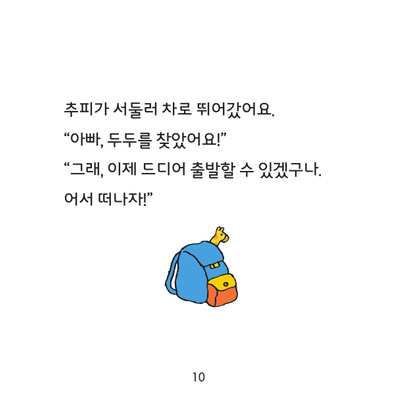 추피가 서둘러 차로 뛰어갔어요.
“아빠, 두두를 찾았어요!”
“그래, 이제 드디어 출발할 수 있겠구나.
어서 떠나자!”
10